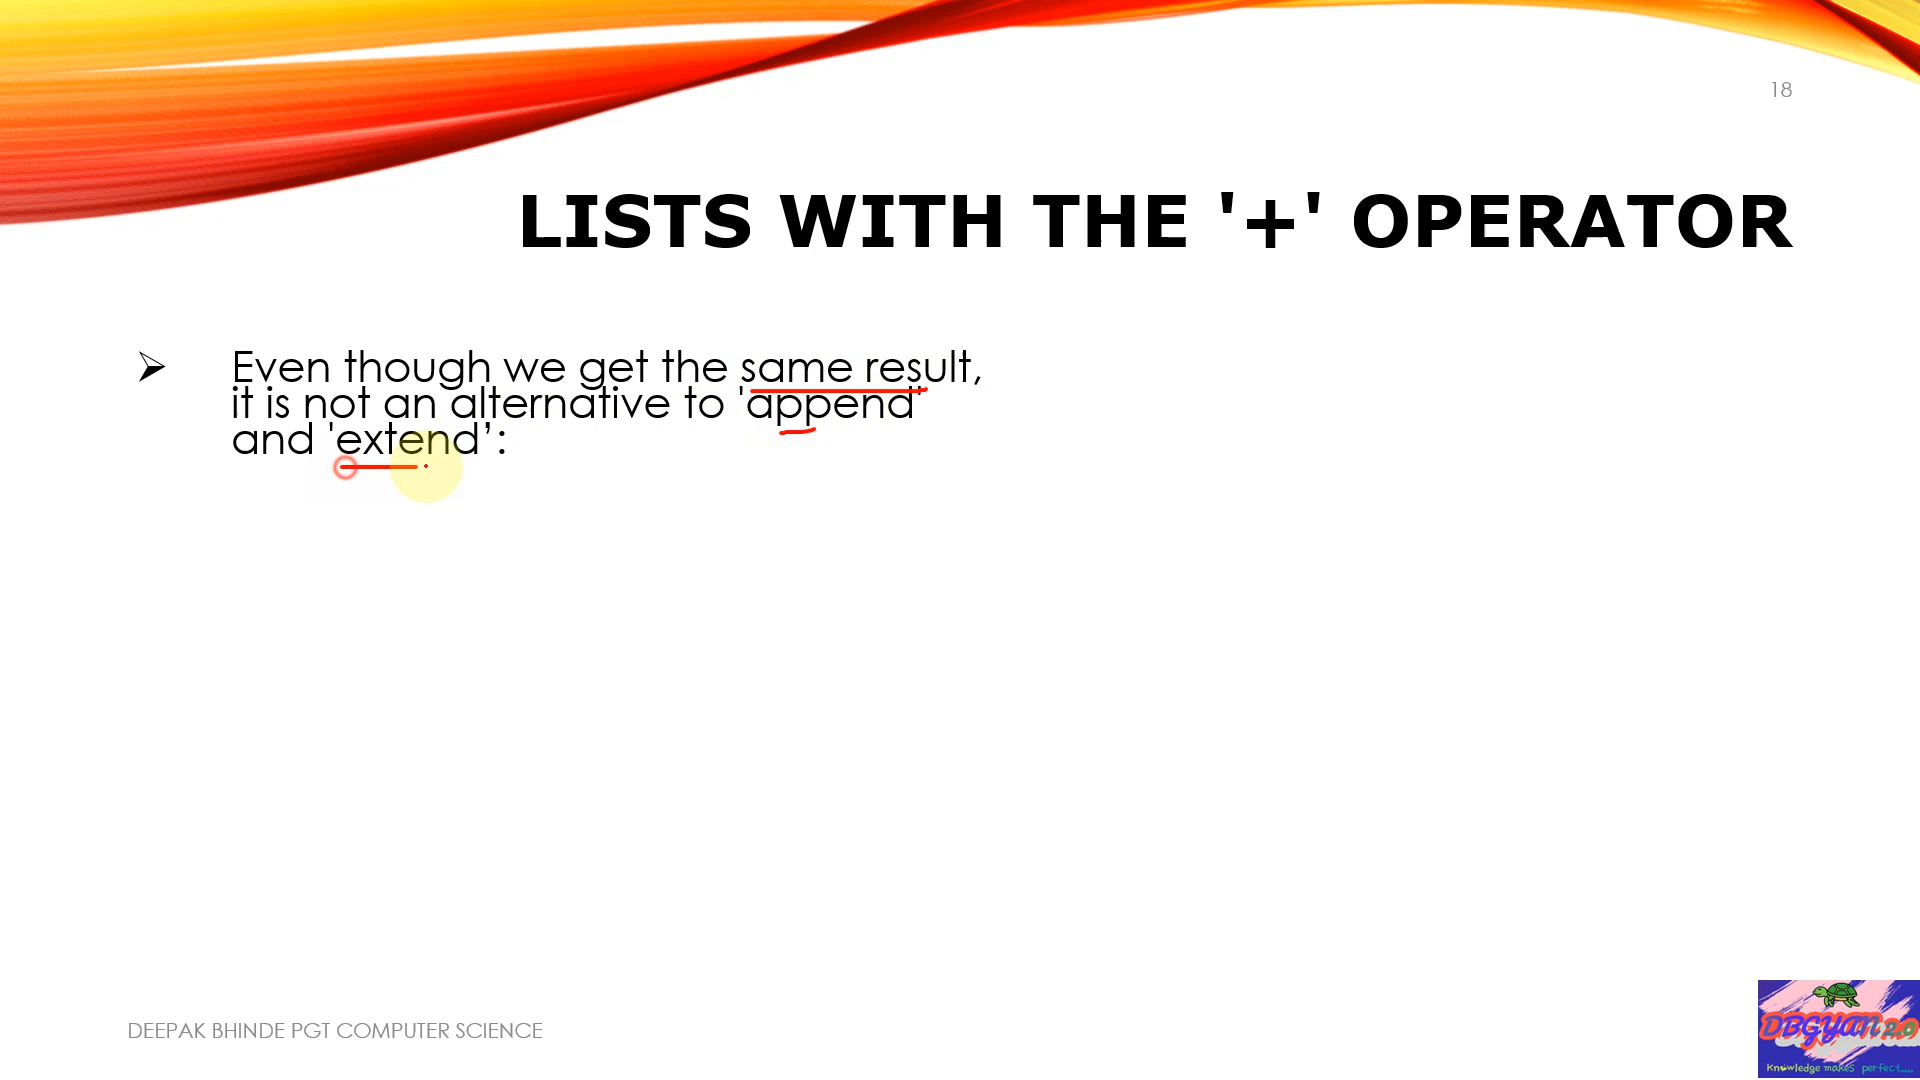 18
LISTS WITH THE '+' OPERATOR
Even though we get the same result,
it is not an alternative to 'append'
and 'extend’:
DEEPAK BHINDE PGT COMPUTER SCIENCE
DBGYAN 2.0
Knowledge makes perfect....